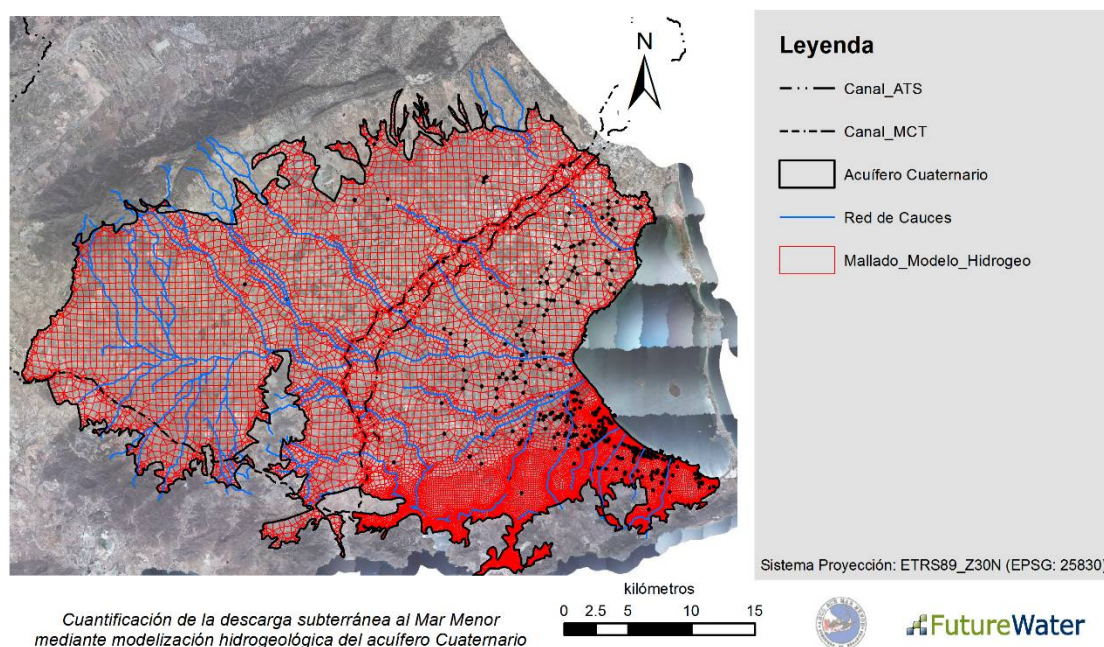 N
Leyenda
Canal_ATS
Canal_MCT
Acuífero Cuaternario
Red de Cauces
Mallado_Modelo_Hidrogeo
Sistema Proyección: ETRS89_Z30N (EPSG: 25830)
kilómetros
0 2.5 5 10 15
Cuantificación de la descarga subterránea al Mar Menor
mediante modelización hidrogeológica del acuífero Cuaternario
FutureWater